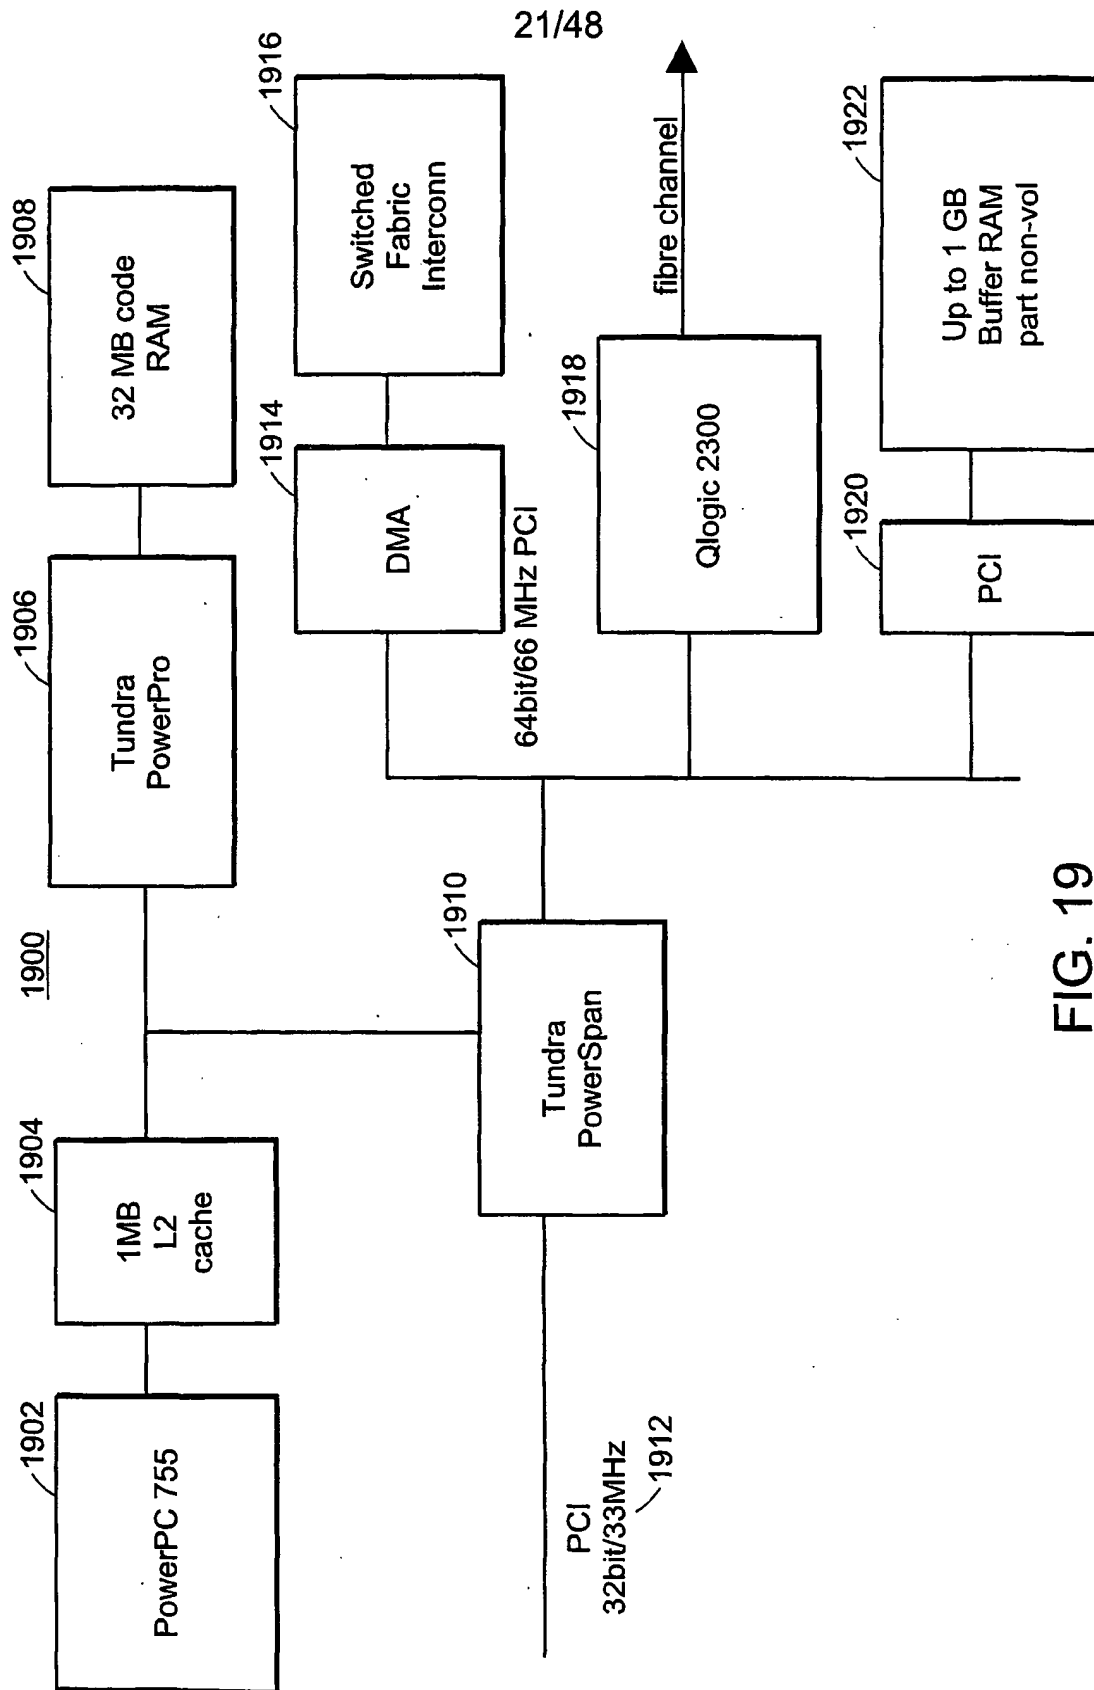 21/48
1900
1902
PowerPC 755
1904
1MB
L2
cache
1906
Tundra
PowerPro
1908
32 MB code
RAM
1910
Tundra
PowerSpan
PCI
32bit/33MHz
1912
64bit/66 MHz PCI
1914
DMA
1916
Switched
Fabric
Interconn
1918
Qlogic 2300
fibre channel
1920
PCI
1922
Up to 1 GB
Buffer RAM
part non-vol
FIG. 19